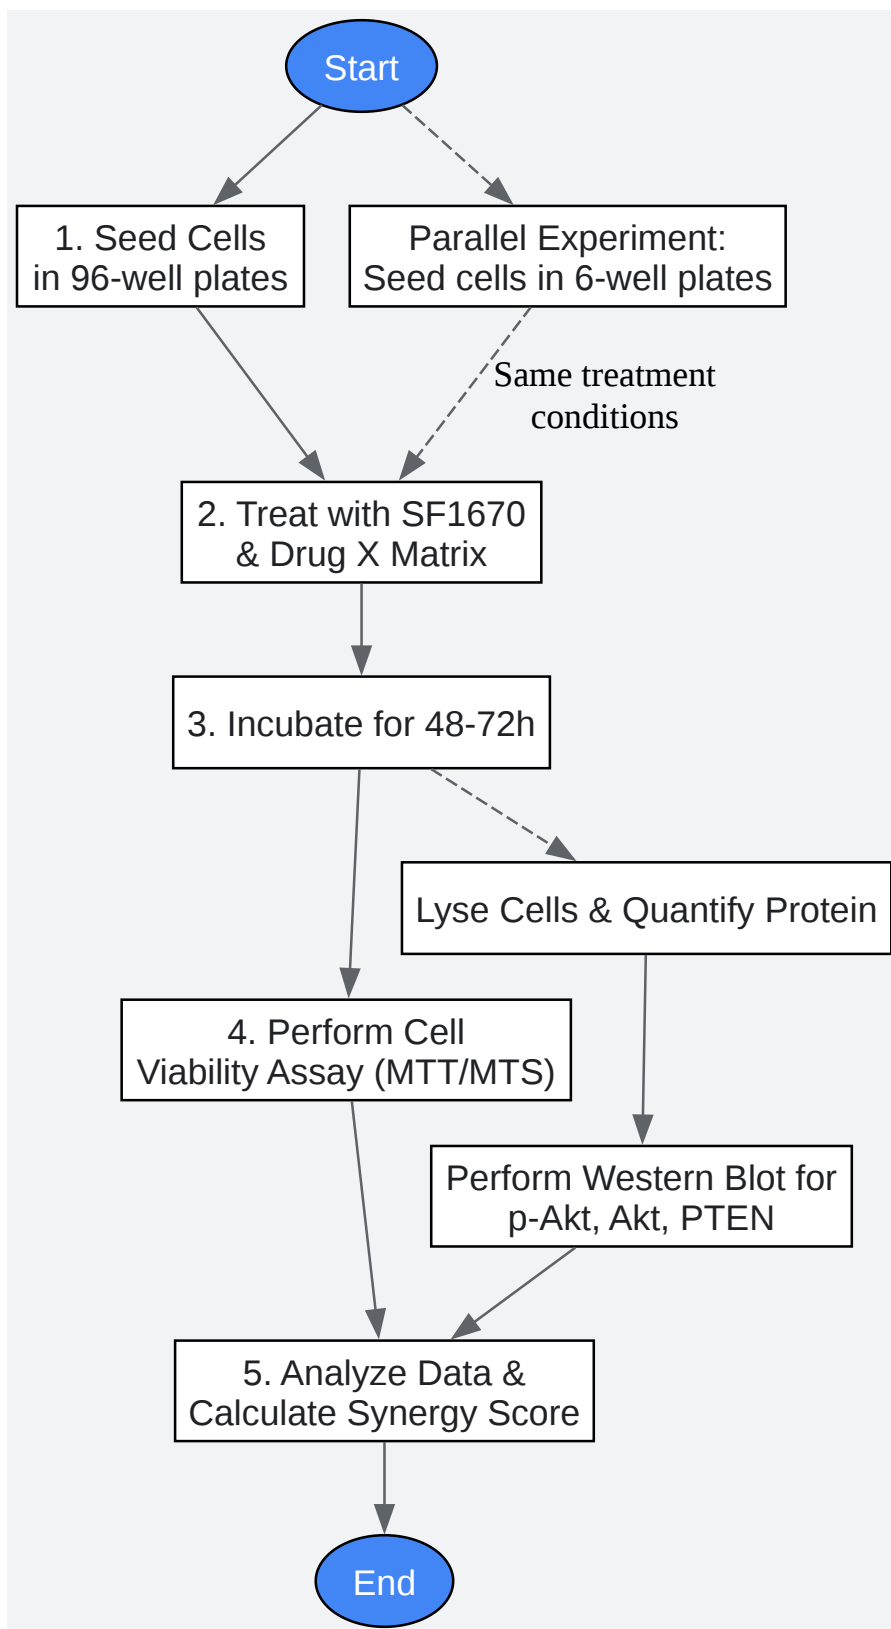 Start
1. Seed Cells
in 96-well plates
Parallel Experiment:
Seed cells in 6-well plates
Same treatment
conditions
2. Treat with SF1670
& Drug X Matrix
3. Incubate for 48-72h
Lyse Cells & Quantify Protein
4. Perform Cell
Viability Assay (MTT/MTS)
Perform Western Blot for
p-Akt, Akt, PTEN
5. Analyze Data &
Calculate Synergy Score
End